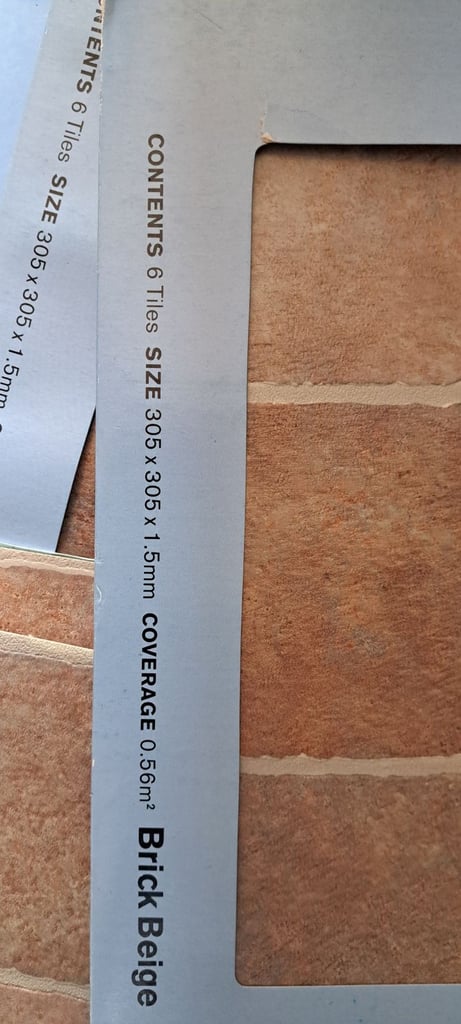 NTENTS 6 Tiles SIZE 305 x 305 x 1.5mm
CONTENTS 6 Tiles SIZE 305 x 305 x 1.5mm COVERAGE 0.56m² Brick Beige